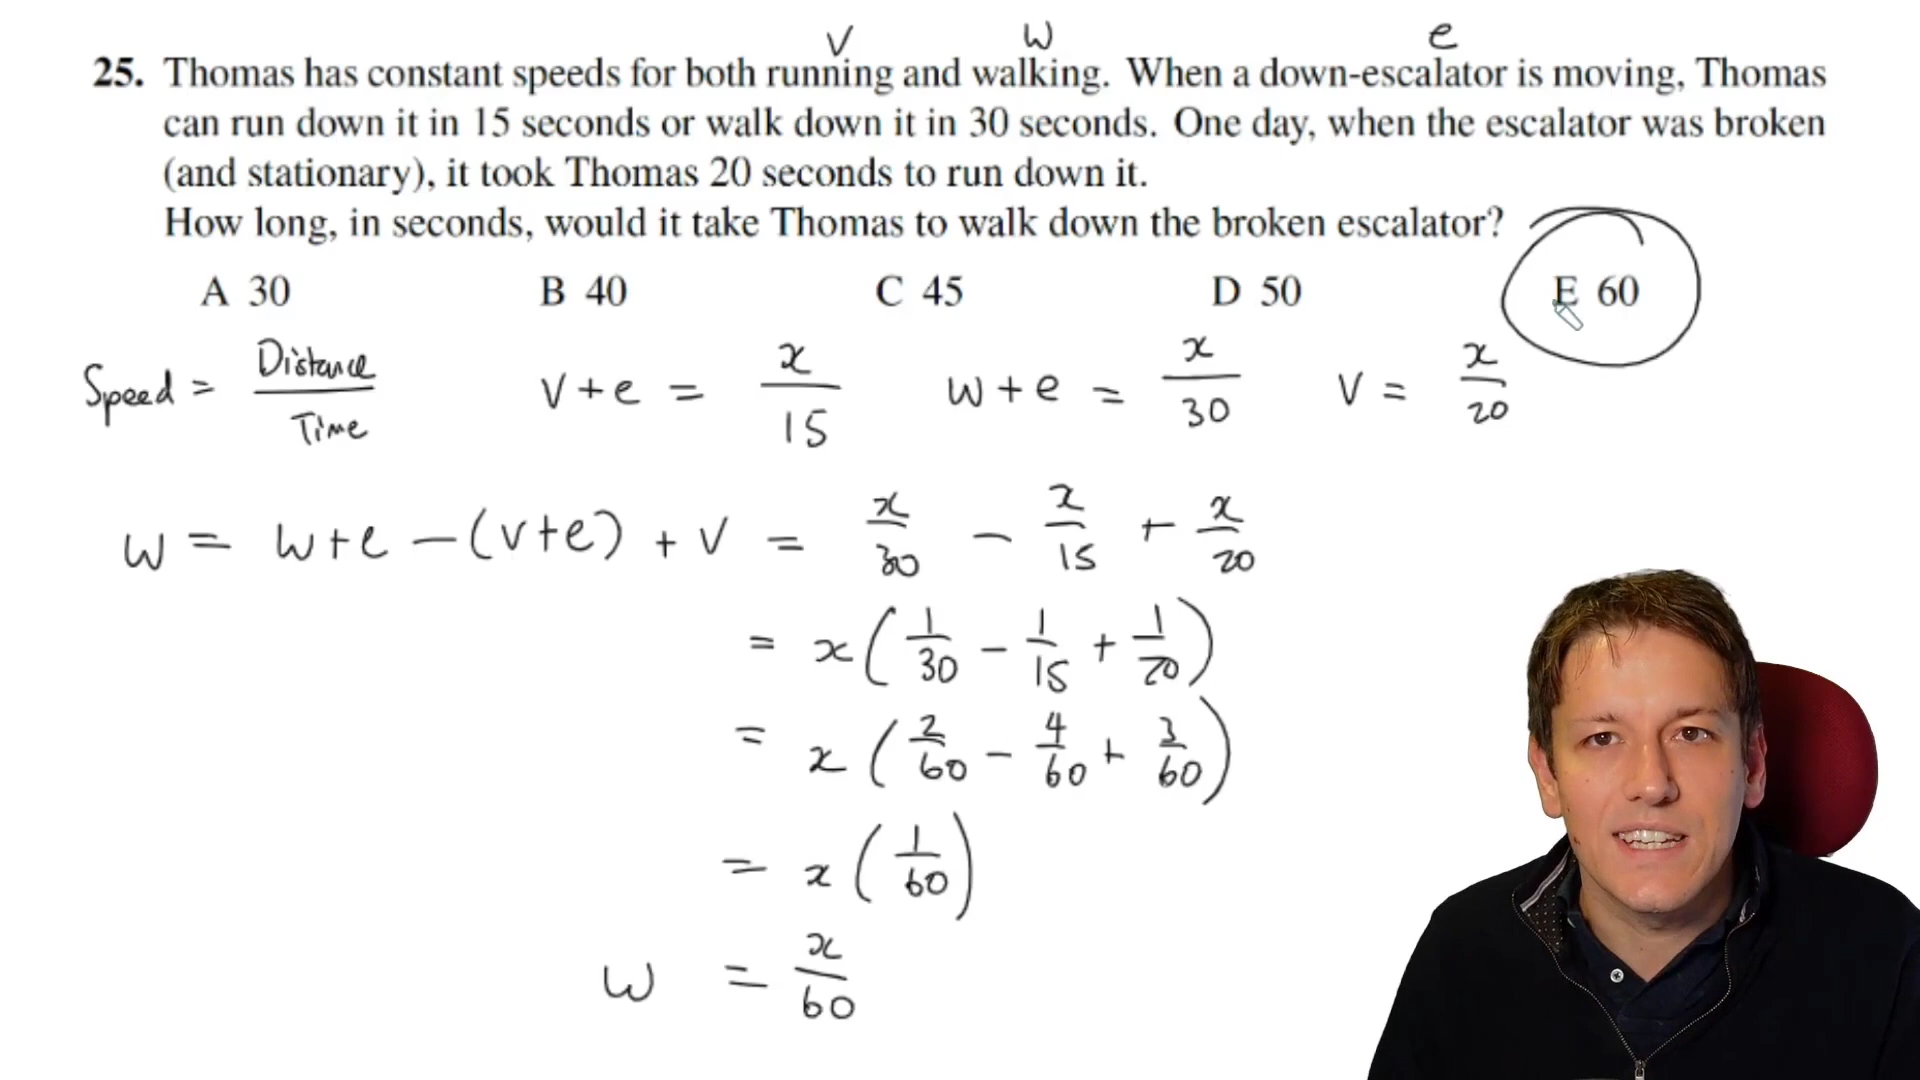 v w e
25. Thomas has constant speeds for both running and walking. When a down-escalator is moving, Thomas
can run down it in 15 seconds or walk down it in 30 seconds. One day, when the escalator was broken
(and stationary), it took Thomas 20 seconds to run down it.
How long, in seconds, would it take Thomas to walk down the broken escalator?
A 30 B 40 C 45 D 50 E 60
Speed = Distance/Time v+e = x/15 w+e = x/30 v = x/20
w = w+e -(v+e) + v = x/30 - x/15 + x/20
= x(1/30 - 1/15 + 1/20)
= x(2/60 - 4/60 + 3/60)
= x(1/60)
w = x/60